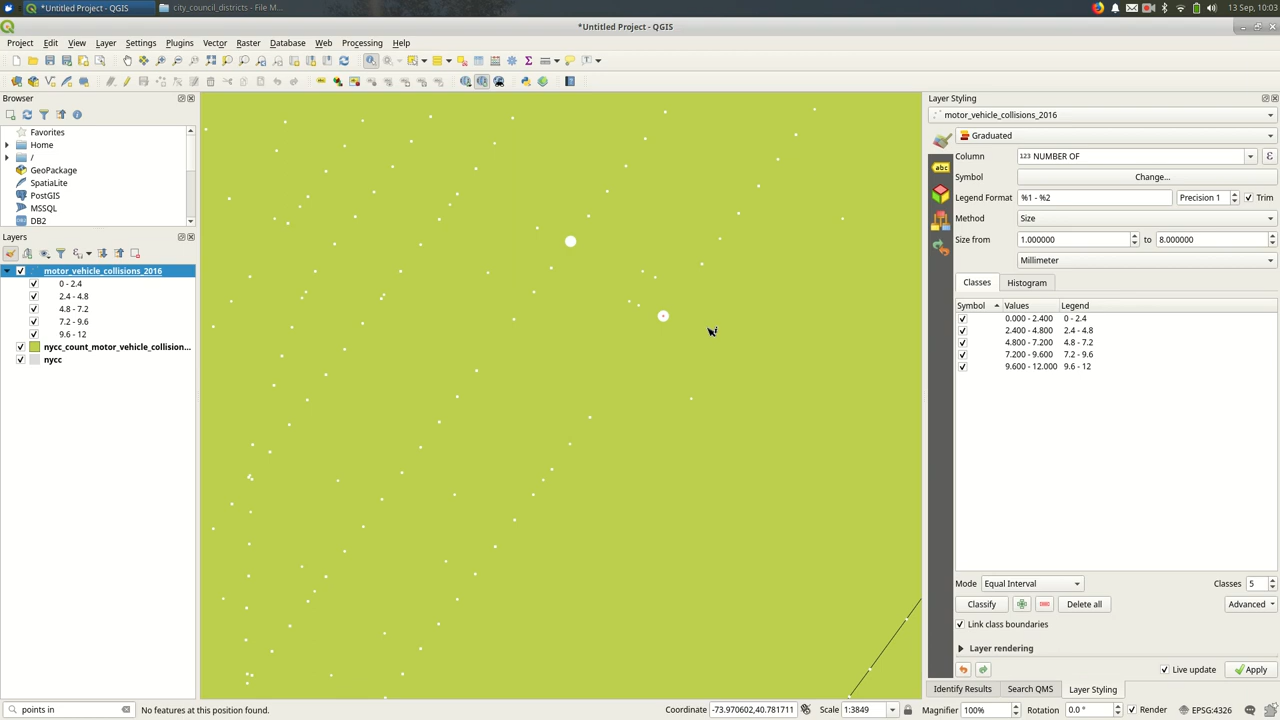 *Untitled Project - QGIS
city_council_districts - File M...
13 Sep, 10:03
*Untitled Project - QGIS
Project Edit View Layer Settings Plugins Vector Raster Database Web Processing Help
Browser
Favorites
Home
/
GeoPackage
SpatiaLite
PostGIS
MSSQL
DB2
Layers
motor_vehicle_collisions_2016
0 - 2.4
2.4 - 4.8
4.8 - 7.2
7.2 - 9.6
9.6 - 12
nycc_count_motor_vehicle_collision...
nycc
Layer Styling
motor_vehicle_collisions_2016
Graduated
Column 123 NUMBER OF ε
Symbol Change...
Legend Format %1 - %2 Precision 1 Trim
Method Size
Size from 1.000000 to 8.000000
Millimeter
Classes Histogram
Symbol Values Legend
0.000 - 2.400 0 - 2.4
2.400 - 4.800 2.4 - 4.8
4.800 - 7.200 4.8 - 7.2
7.200 - 9.600 7.2 - 9.6
9.600 - 12.000 9.6 - 12
Mode Equal Interval Classes 5
Classify Delete all Advanced
Link class boundaries
Layer rendering
Live update Apply
Identify Results Search QMS Layer Styling
points in No features at this position found. Coordinate -73.970602,40.781711 Scale 1:3849 Magnifier 100% Rotation 0.0 ° Render EPSG:4326